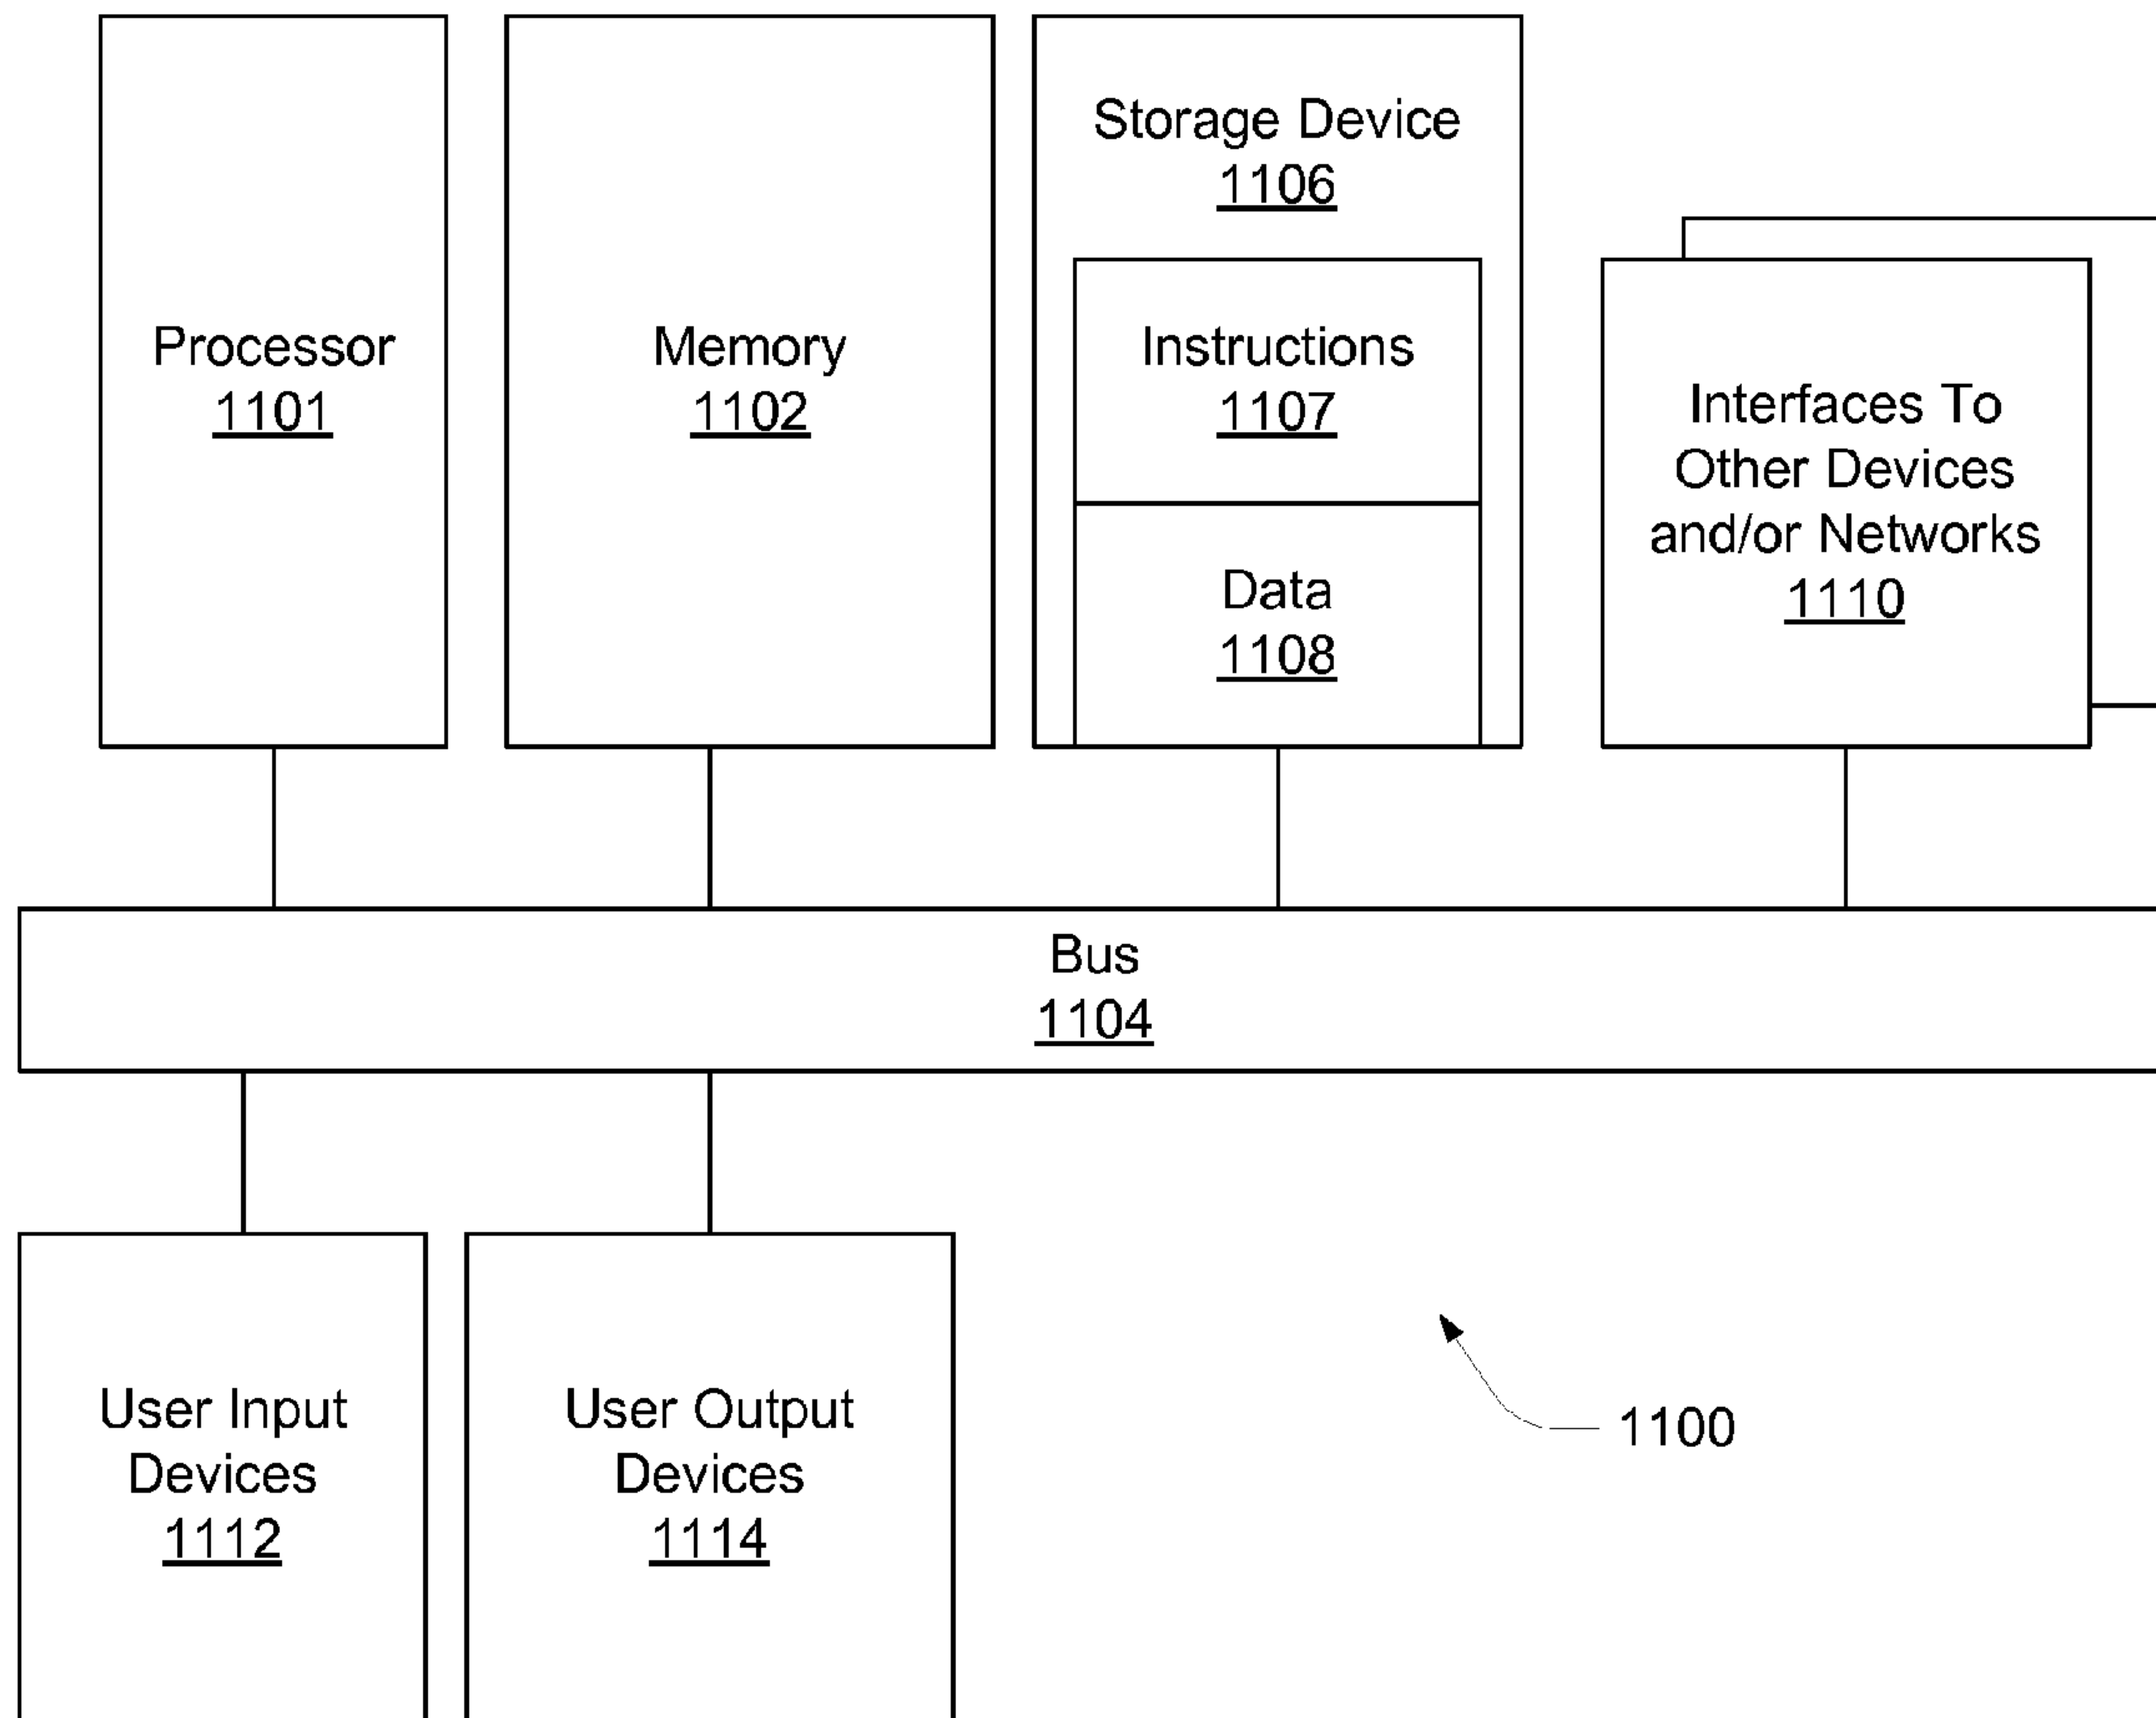 Processor
1101
Memory
1102
Storage Device
1106
Instructions
1107
Data
1108
Interfaces To
Other Devices
and/or Networks
1110
Bus
1104
User Input
Devices
1112
User Output
Devices
1114
1100